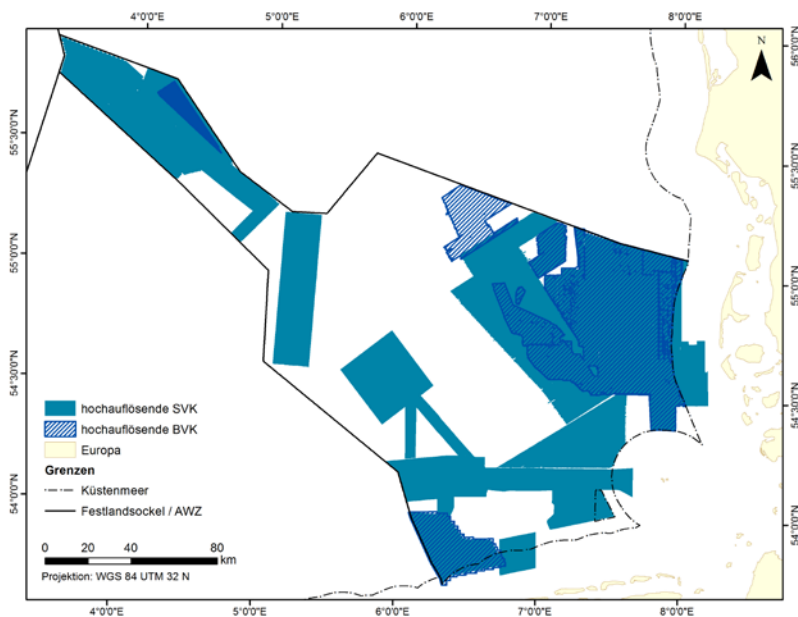 4°0'0"E 5°0'0"E 6°0'0"E 7°0'0"E 8°0'0"E
56°0'0"N
N
55°30'0"N
55°30'0"N
55°0'0"N
55°0'0"N
54°30'0"N
54°30'0"N
54°0'0"N
54°0'0"N
hochauflösende SVK
hochauflösende BVK
Europa
Grenzen
Küstenmeer
Festlandsockel / AWZ
0 20 40 60 80
km
Projektion: WGS 84 UTM 32 N
4°0'0"E 5°0'0"E 6°0'0"E 7°0'0"E 8°0'0"E